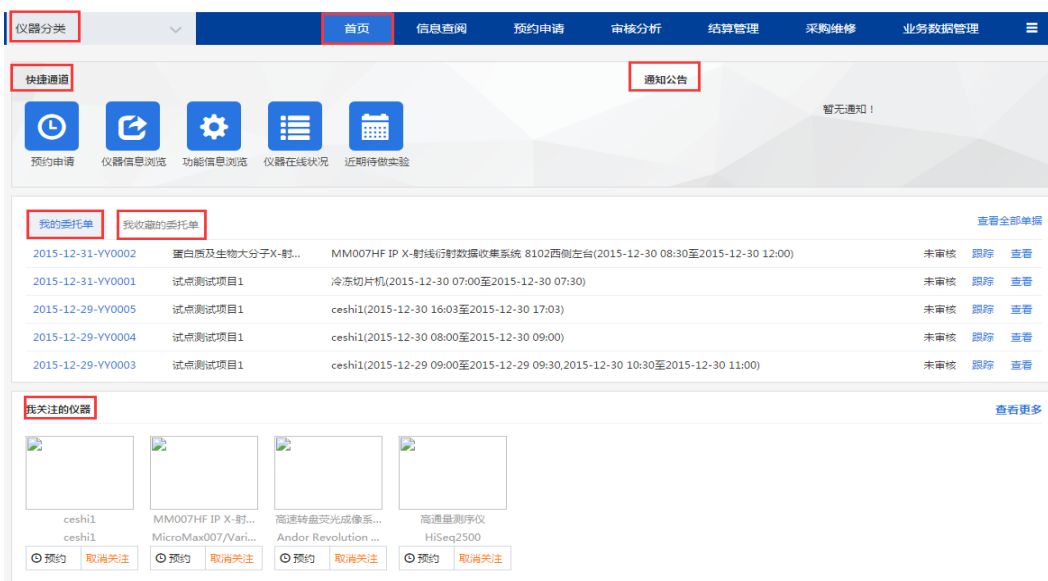 仪器分类 首页 信息查阅 预约申请 审核分析 结算管理 采购维修 业务数据管理
快捷通道 通知公告
暂无通知！
预约申请 仪器信息浏览 功能信息浏览 仪器在线状况 近期待做实验
我的委托单 我收藏的委托单 查看全部单据
2015-12-31-YY0002 蛋白质及生物大分子X-射... MM007HF IP X-射线衍射数据收集系统 8102西侧左台(2015-12-30 08:30至2015-12-30 12:00) 未审核 跟踪 查看
2015-12-31-YY0001 试点测试项目1 冷冻切片机(2015-12-30 07:00至2015-12-30 07:30) 未审核 跟踪 查看
2015-12-29-YY0005 试点测试项目1 ceshi1(2015-12-30 16:03至2015-12-30 17:03) 未审核 跟踪 查看
2015-12-29-YY0004 试点测试项目1 ceshi1(2015-12-30 08:00至2015-12-30 09:00) 未审核 跟踪 查看
2015-12-29-YY0003 试点测试项目1 ceshi1(2015-12-29 09:00至2015-12-29 09:30,2015-12-30 10:30至2015-12-30 11:00) 未审核 跟踪 查看
我关注的仪器 查看更多
ceshi1 MM007HF IP X-射... 高速转盘荧光成像系... 高通量测序仪
ceshi1 MicroMax007/Vari... Andor Revolution ... HiSeq2500
预约 取消关注 预约 取消关注 预约 取消关注 预约 取消关注